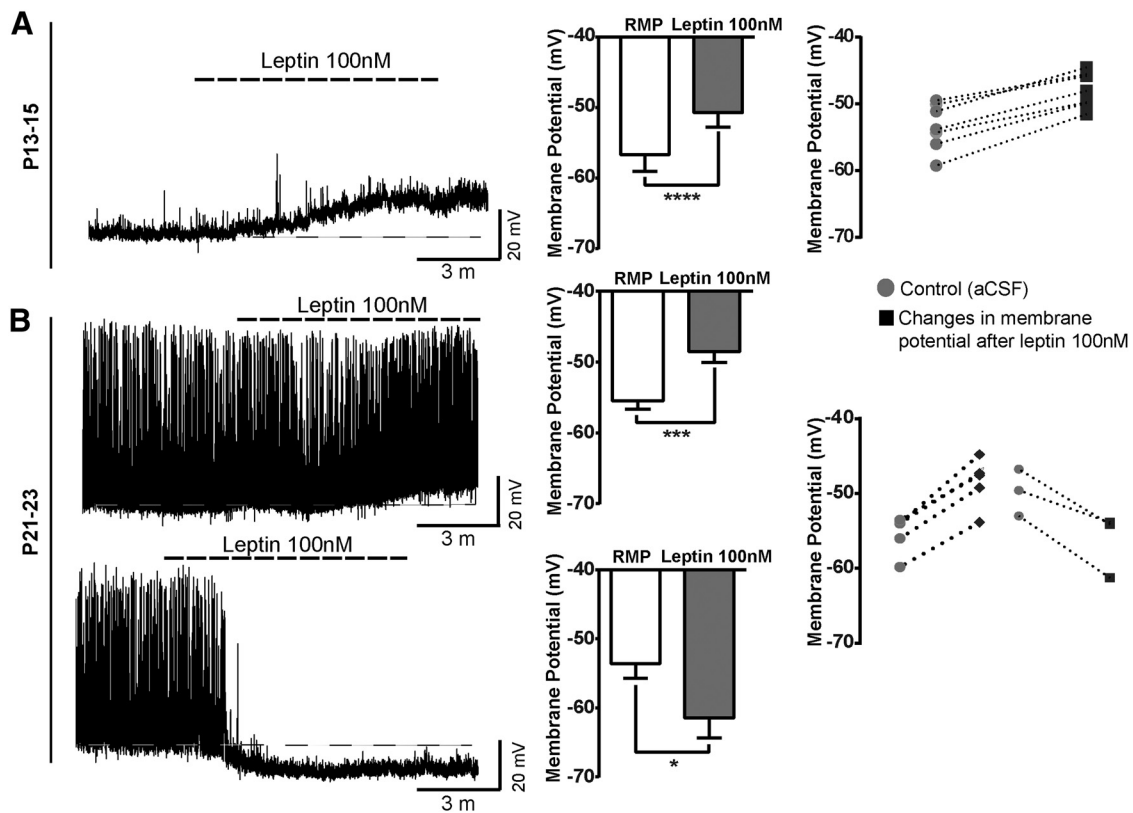 A
P13-15
Leptin 100nM
20 mV
3 m
Membrane Potential (mV)
RMP Leptin 100nM
-40
-50
-60
-70
****
Membrane Potential (mV)
-40
-50
-60
-70
B
P21-23
Leptin 100nM
20 mV
3 m
Membrane Potential (mV)
RMP Leptin 100nM
-40
-50
-60
-70
***
Control (aCSF)
Changes in membrane
potential after leptin 100nM
Leptin 100nM
20 mV
3 m
Membrane Potential (mV)
RMP Leptin 100nM
-40
-50
-60
-70
*
Membrane Potential (mV)
-40
-50
-60
-70